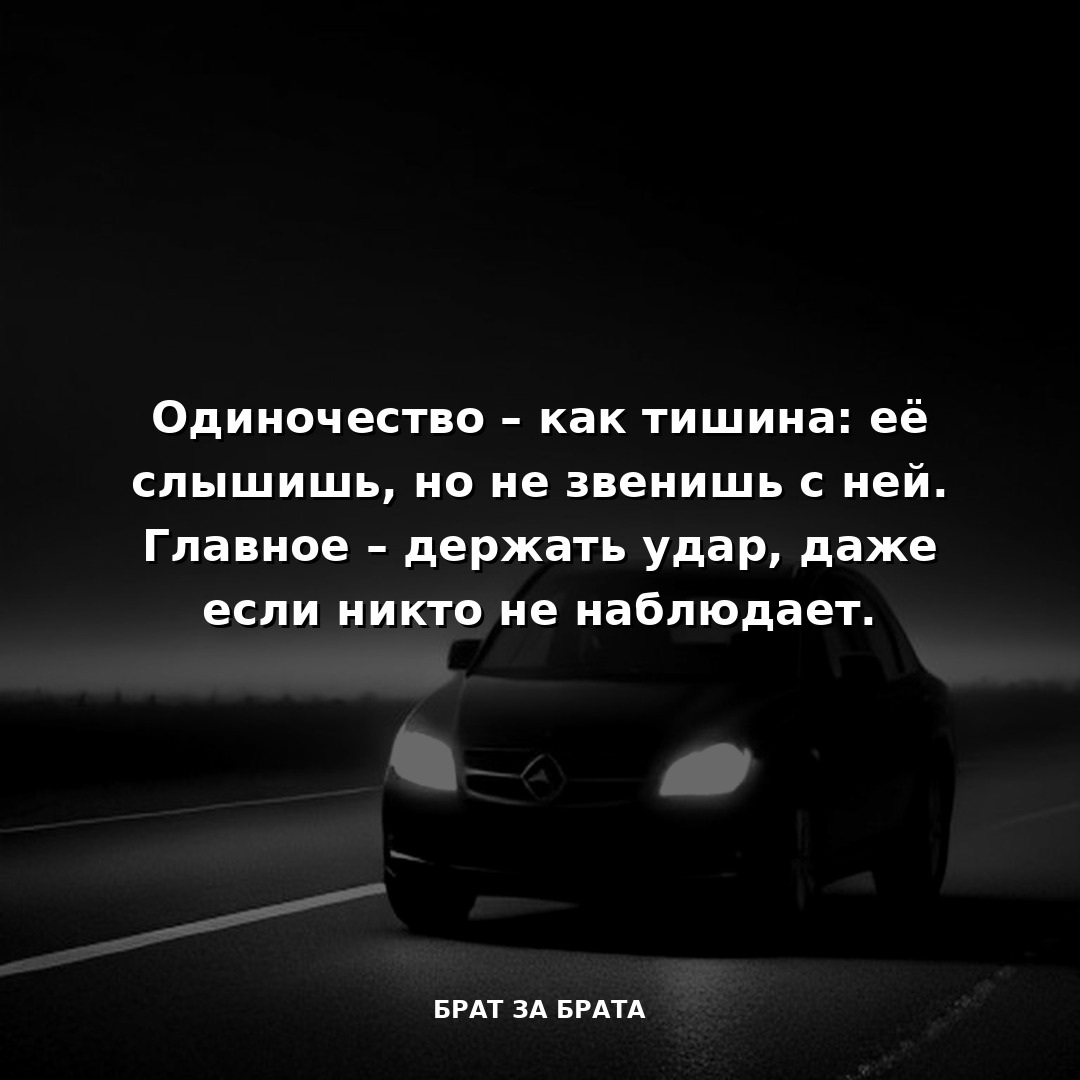 Одиночество – как тишина: её
слышишь, но не звенишь с ней.
Главное – держать удар, даже
если никто не наблюдает.
БРАТ ЗА БРАТА